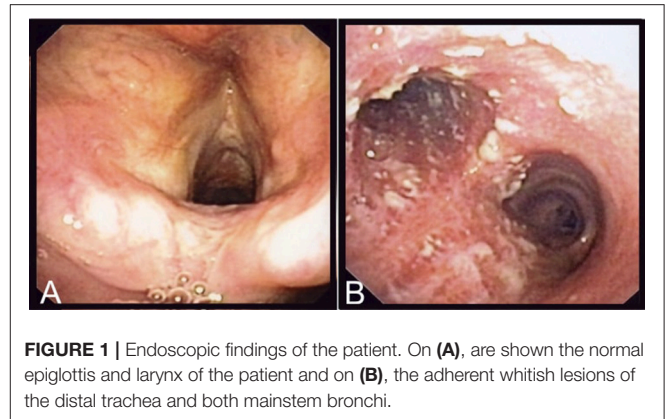 A
B
FIGURE 1 | Endoscopic findings of the patient. On (A), are shown the normal
epiglottis and larynx of the patient and on (B), the adherent whitish lesions of
the distal trachea and both mainstem bronchi.